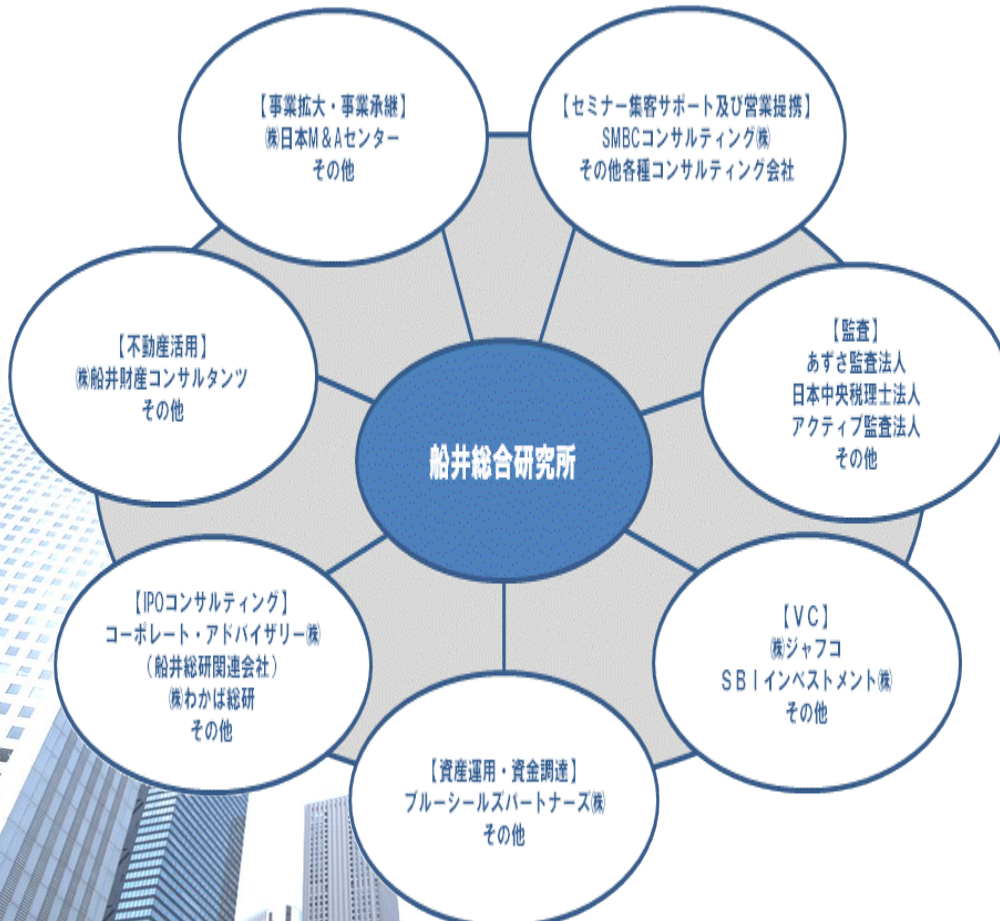 【事業拡大・事業承継】
㈱日本M&Aセンター
その他
【セミナー集客サポート及び営業提携】
SMBCコンサルティング㈱
その他各種コンサルティング会社
【不動産活用】
㈱船井財産コンサルタンツ
その他
【監査】
あずさ監査法人
日本中央税理士法人
アクティブ監査法人
その他
船井総合研究所
【IPOコンサルティング】
コーポレート・アドバイザリー㈱
(船井総研関連会社)
㈱わかば総研
その他
【VC】
㈱ジャフコ
SBIインベストメント㈱
その他
【資産運用・資金調達】
ブルーシールズパートナーズ㈱
その他